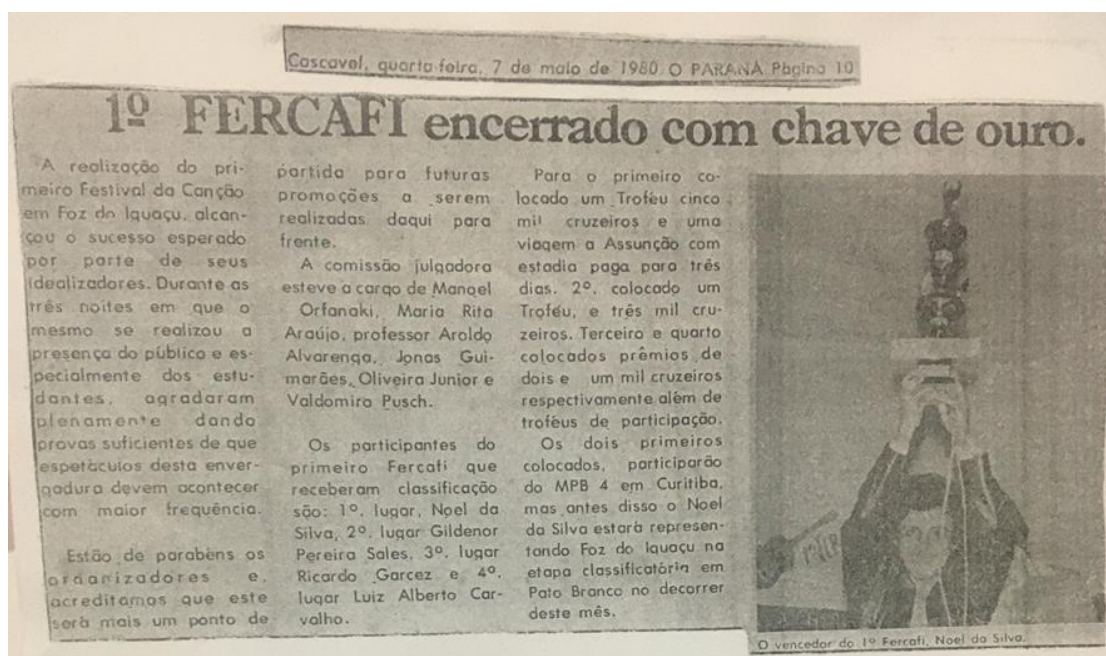 Cascavel, quarta-feira, 7 de maio de 1980 O PARANÁ Página 10
1º FERCAFI encerrado com chave de ouro.
A realização do pri-
meiro Festival da Canção
em Foz do Iguaçu, alcan-
çou o sucesso esperado
por parte de seus
idealizadores. Durante as
três noites em que o
mesmo se realizou a
presença do público e es-
pecialmente dos estu-
dantes, agradaram
plenamente dando
provas suficientes de que
espetáculos desta enver-
gadura devem acontecer
com maior frequência.
Estão de parabéns os
organizadores e,
acreditamos que este
será mais um ponto de
partida para futuras
promoções a serem
realizadas daqui para
frente.
A comissão julgadora
esteve a cargo de Manoel
Orfanaki, Maria Rita
Araújo, professor Aroldo
Alvarenga, Jonas Gui-
marães, Oliveira Junior e
Valdomiro Pusch.
Os participantes do
primeiro Fercafi que
receberam classificação
são: 1º. lugar, Noel da
Silva, 2º. lugar Gildenor
Pereira Sales, 3º. lugar
Ricardo Garcez e 4º.
lugar Luiz Alberto Car-
valho.
Para o primeiro co-
locado um Troféu cinco
mil cruzeiros e uma
viagem a Assunção com
estadia paga para três
dias. 2º. colocado um
Troféu, e três mil cru-
zeiros. Terceiro e quarto
colocados prêmios de
dois e um mil cruzeiros
respectivamente além de
troféus de participação.
Os dois primeiros
colocados, participarão
do MPB 4 em Curitiba,
mas antes disso o Noel
da Silva estará represen-
tando Foz do Iguaçu na
etapa classificatória em
Pato Branco no decorrer
deste mês.
O vencedor do 1º Fercafi, Noel da Silva.